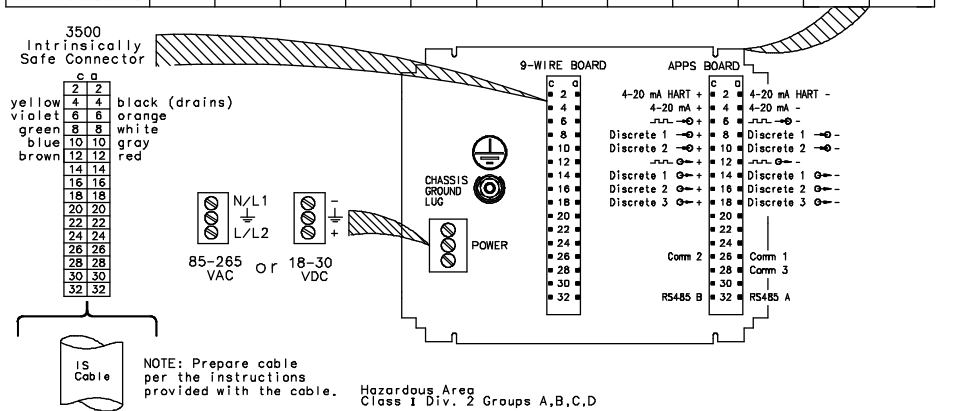 3500
Intrinsically
Safe Connector
c a
2 2
yellow 4 4 black (drains)
violet 6 6 orange
green 8 8 white
blue 10 10 gray
brown 12 12 red
14 14
16 16
18 18
20 20
22 22
24 24
26 26
28 28
30 30
32 32
IS
Cable
NOTE: Prepare cable
per the instructions
provided with the cable.
Hazardous Area
Class I Div. 2 Groups A,B,C,D
N/L1
L/L2
85-265
VAC
or
-
+
18-30
VDC
CHASSIS
GROUND
LUG
POWER
9-WIRE BOARD
c a
2
4
6
8
10
12
14
16
18
20
22
24
26
28
30
32
APPS BOARD
c a
4-20 mA HART + 2 4-20 mA HART -
4-20 mA + 4 4-20 mA -
+ 6 -
Discrete 1 + 8 Discrete 1 -
Discrete 2 + 10 Discrete 2 -
+ 12 -
Discrete 1 + 14 Discrete 1 -
Discrete 2 + 16 Discrete 2 -
Discrete 3 + 18 Discrete 3 -
20
22
24
Comm 2 26 Comm 1
28 Comm 3
30
RS485 B 32 RS485 A